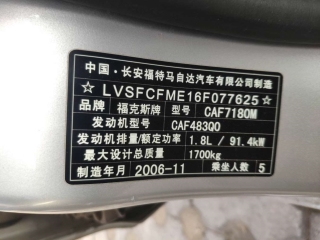 中国·长安福特马自达汽车有限公司制造
☆LVSFCFME16F077625☆
品牌 福克斯牌 型号 CAF7180M
发动机型号 CAF483Q0
发动机排量/额定功率 1.8L / 91.4kW
最大设计总质量 1700kg
制造年月 2006-11 乘坐人数 5